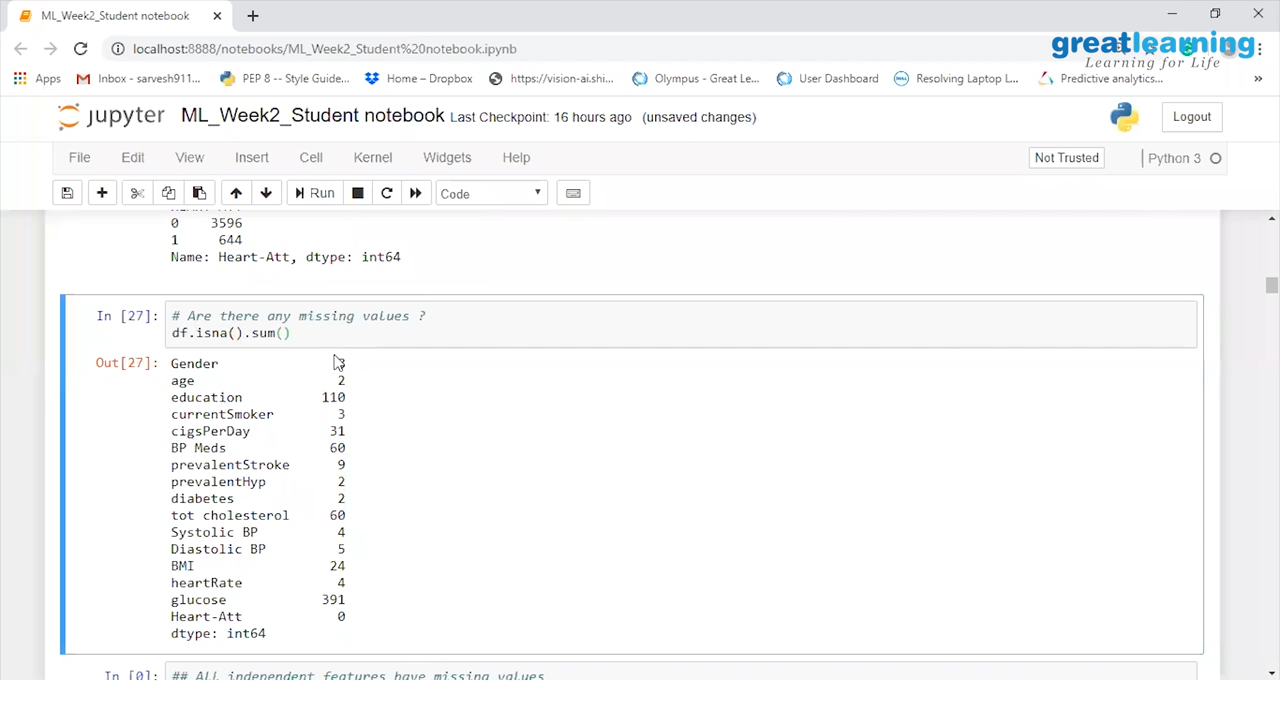 ML_Week2_Student notebook
localhost:8888/notebooks/ML_Week2_Student%20notebook.ipynb
greatlearning
Learning for Life
Apps
Inbox - sarvesh911...
PEP 8 -- Style Guide...
Home – Dropbox
https://vision-ai.shi...
Olympus - Great Le...
User Dashboard
Resolving Laptop L...
Predictive analytics...
»
jupyter ML_Week2_Student notebook Last Checkpoint: 16 hours ago (unsaved changes)
Logout
File Edit View Insert Cell Kernel Widgets Help
Not Trusted
Python 3
Run
Code
0 3596
1 644
Name: Heart-Att, dtype: int64
In [27]: # Are there any missing values ?
df.isna().sum()
Out[27]: Gender 3
age 2
education 110
currentSmoker 3
cigsPerDay 31
BP Meds 60
prevalentStroke 9
prevalentHyp 2
diabetes 2
tot cholesterol 60
Systolic BP 4
Diastolic BP 5
BMI 24
heartRate 4
glucose 391
Heart-Att 0
dtype: int64
In [0]: ## ALL independent features have missing values